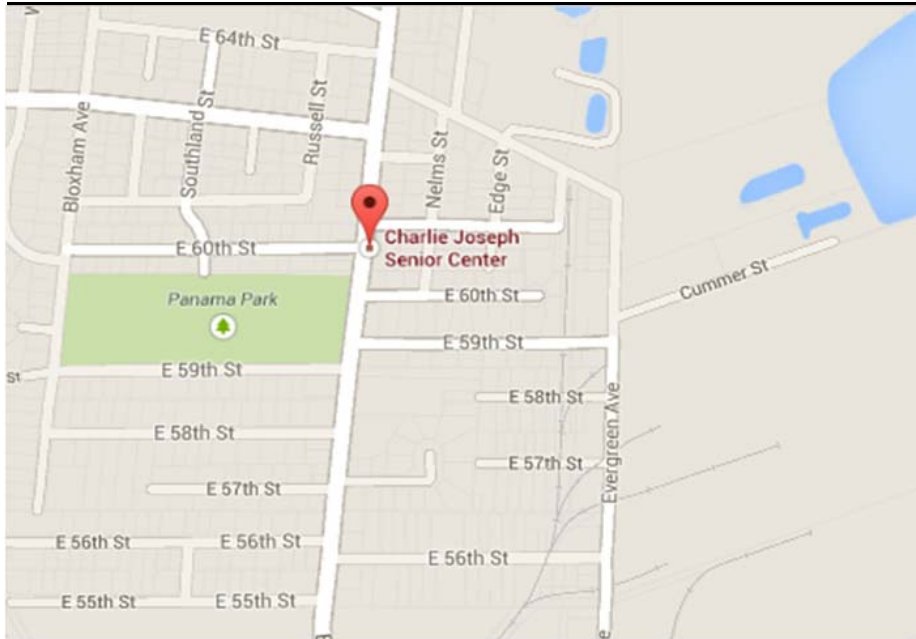 E 64th St
Bloxham Ave
Southland St
Russell St
Nelms St
Edge St
E 60th St
Charlie Joseph
Senior Center
Cummer St
Panama Park
E 60th St
E 59th St
E 59th St
St
E 58th St
E 58th St
Evergreen Ave
E 57th St
E 57th St
E 56th St
E 56th St
E 56th St
E 55th St
E 55th St